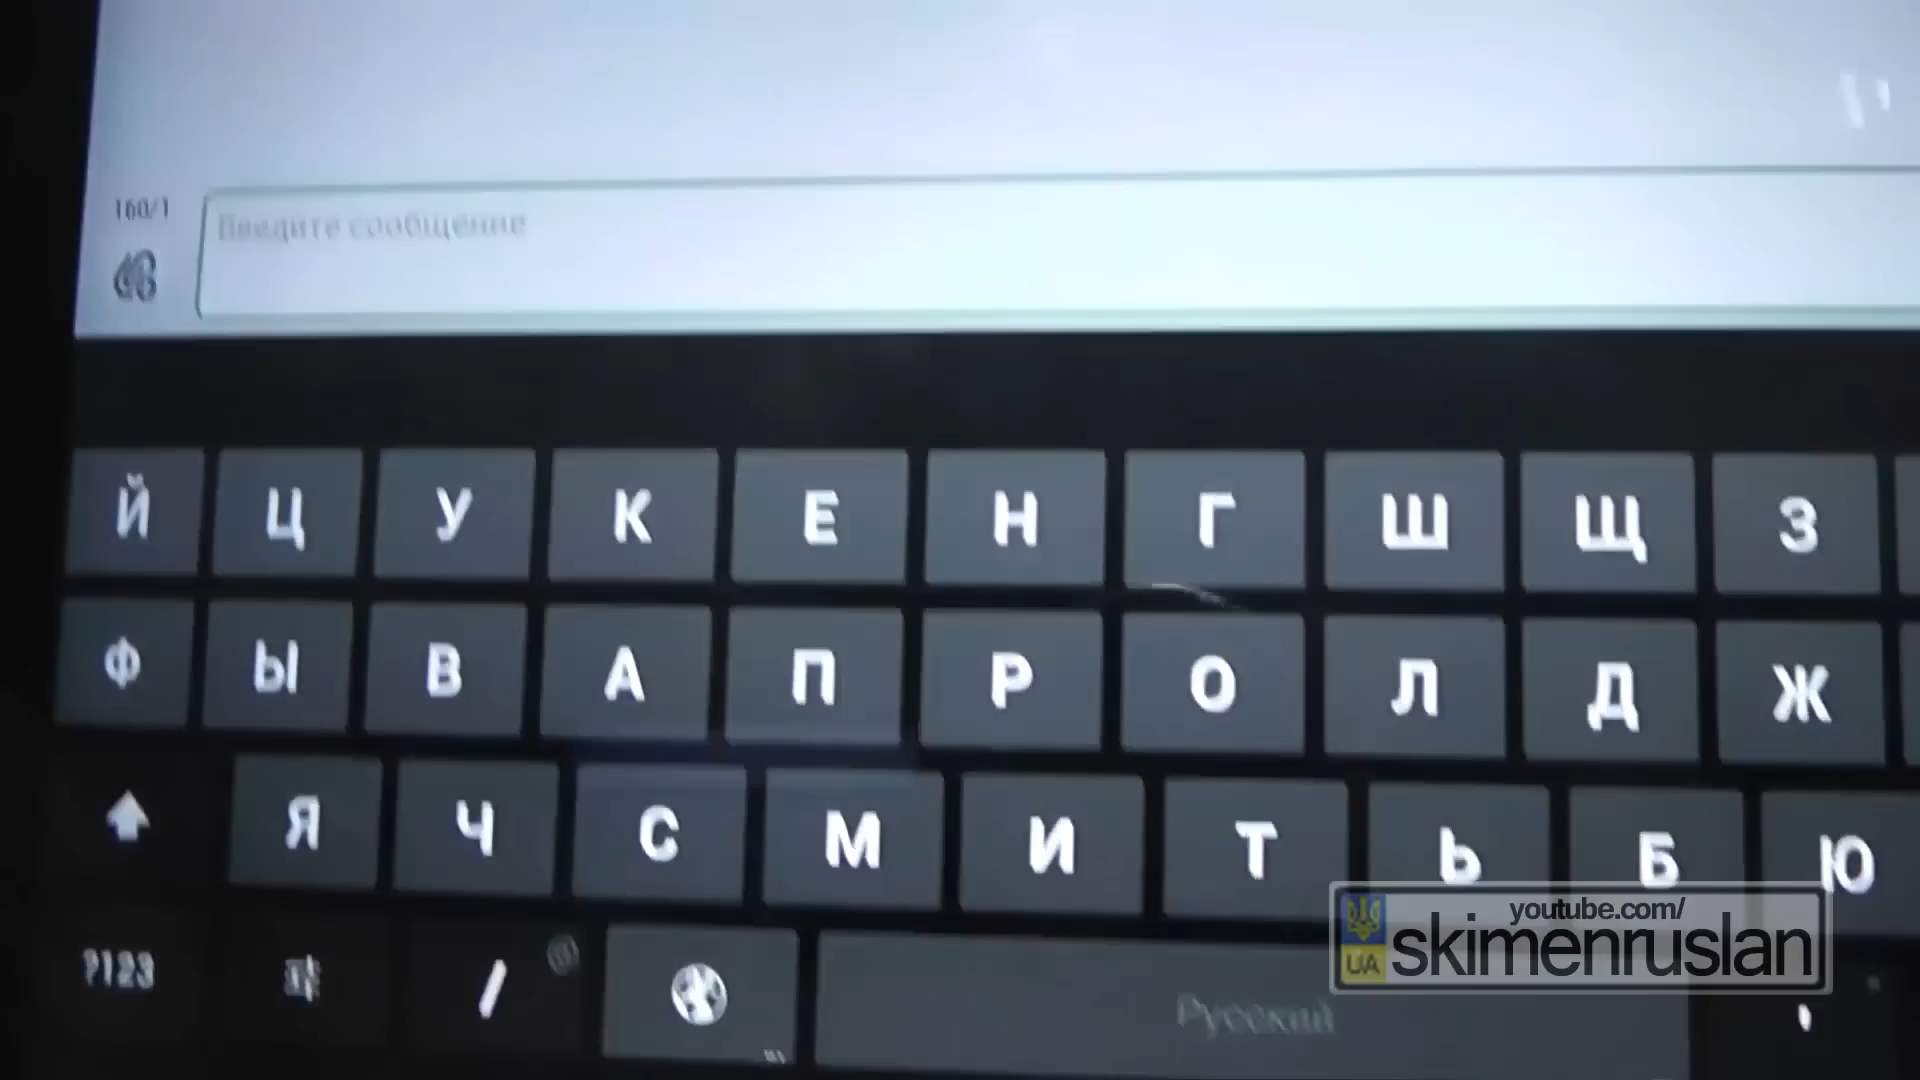 160/1
Введите сообщение
Й Ц У К Е Н Г Ш Щ З
Ф Ы В А П Р О Л Д Ж
Я Ч С М И Т Ь Б Ю
?123 / @ Русский ,
youtube.com/
UA skimenruslan